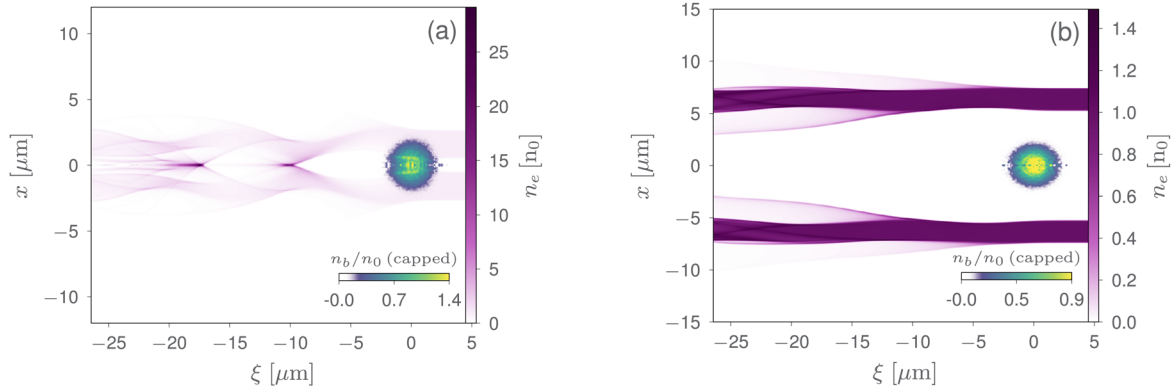 (a)
10
5
0
−5
−10
x [μm]
n_b/n_0 (capped)
-0.0 0.7 1.4
−25 −20 −15 −10 −5 0 5
ξ [μm]
25
20
15
10
5
0
n_e [n_0]
(b)
15
10
5
0
−5
−10
−15
x [μm]
n_b/n_0 (capped)
-0.0 0.5 0.9
−25 −20 −15 −10 −5 0 5
ξ [μm]
1.4
1.2
1.0
0.8
0.6
0.4
0.2
0.0
n_e [n_0]